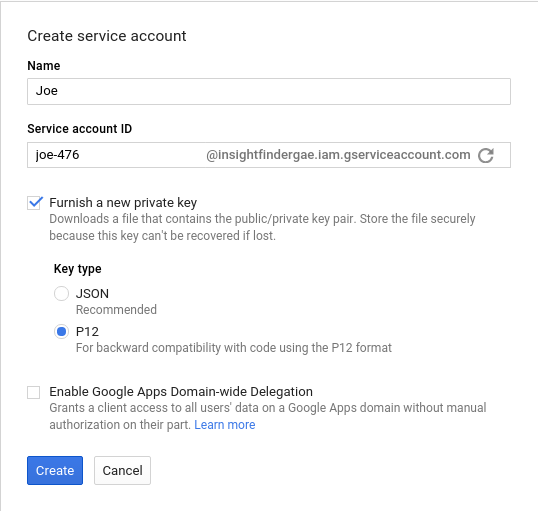 Create service account
Name
Joe
Service account ID
joe-476 @insightfindergae.iam.gserviceaccount.com
Furnish a new private key
Downloads a file that contains the public/private key pair. Store the file securely
because this key can't be recovered if lost.
Key type
JSON
Recommended
P12
For backward compatibility with code using the P12 format
Enable Google Apps Domain-wide Delegation
Grants a client access to all users' data on a Google Apps domain without manual
authorization on their part. Learn more
Create Cancel